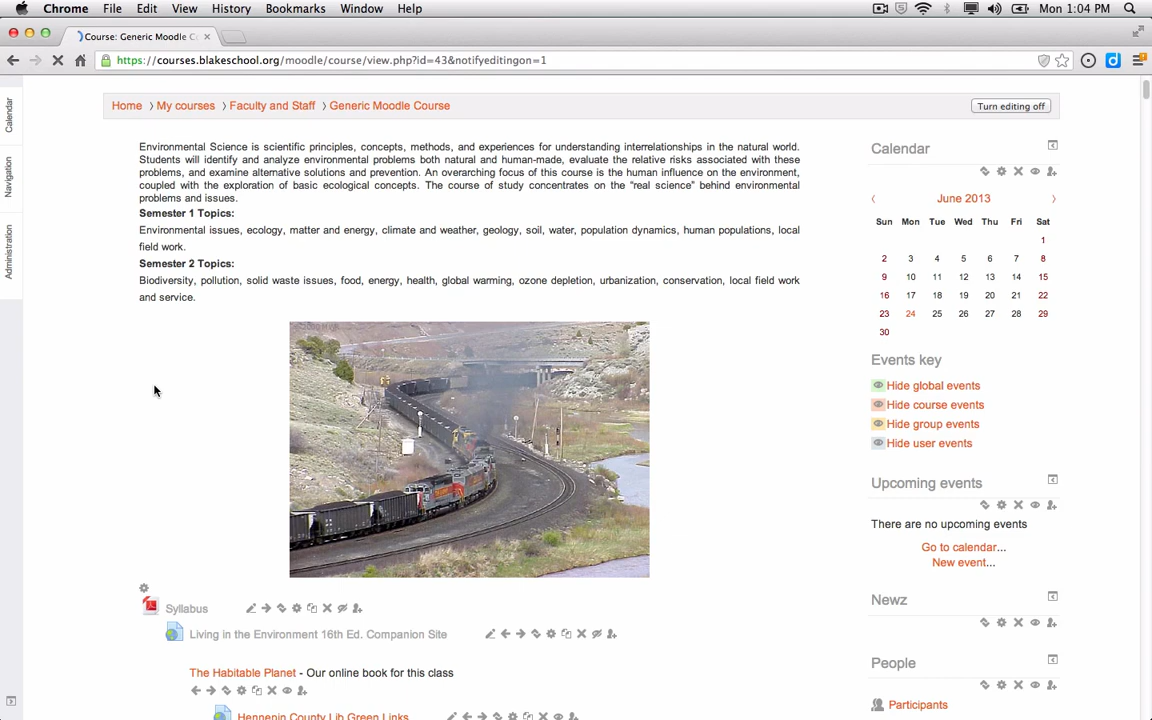 Chrome File Edit View History Bookmarks Window Help Mon 1:04 PM
Course: Generic Moodle C
https://courses.blakeschool.org/moodle/course/view.php?id=43&notifyeditingon=1
Calendar
Navigation
Administration
Home My courses Faculty and Staff Generic Moodle Course Turn editing off
Environmental Science is scientific principles, concepts, methods, and experiences for understanding interrelationships in the natural world.
Students will identify and analyze environmental problems both natural and human-made, evaluate the relative risks associated with these
problems, and examine alternative solutions and prevention. An overarching focus of this course is the human influence on the environment,
coupled with the exploration of basic ecological concepts. The course of study concentrates on the “real science” behind environmental
problems and issues.
Semester 1 Topics:
Environmental issues, ecology, matter and energy, climate and weather, geology, soil, water, population dynamics, human populations, local
field work.
Semester 2 Topics:
Biodiversity, pollution, solid waste issues, food, energy, health, global warming, ozone depletion, urbanization, conservation, local field work
and service.
Syllabus
Living in the Environment 16th Ed. Companion Site
The Habitable Planet - Our online book for this class
Hennepin County Lib Green Links
Calendar
June 2013
Sun Mon Tue Wed Thu Fri Sat
1
2 3 4 5 6 7 8
9 10 11 12 13 14 15
16 17 18 19 20 21 22
23 24 25 26 27 28 29
30
Events key
Hide global events
Hide course events
Hide group events
Hide user events
Upcoming events
There are no upcoming events
Go to calendar...
New event...
Newz
People
Participants